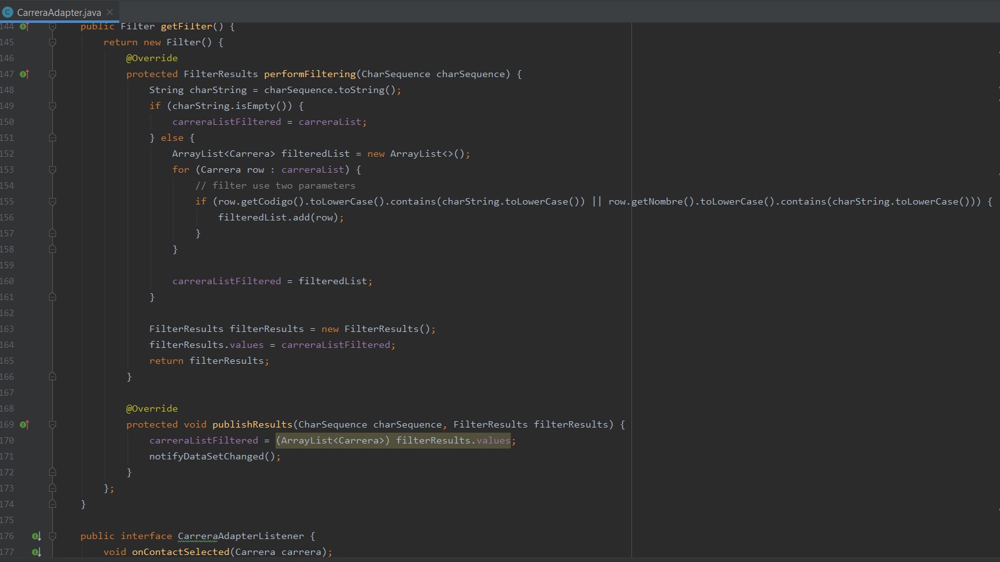 CarreraAdapter.java
144 public Filter getFilter() {
145 return new Filter() {
146 @Override
147 protected FilterResults performFiltering(CharSequence charSequence) {
148 String charString = charSequence.toString();
149 if (charString.isEmpty()) {
150 carreraListFiltered = carreraList;
151 } else {
152 ArrayList<Carrera> filteredList = new ArrayList<>();
153 for (Carrera row : carreraList) {
154 // filter use two parameters
155 if (row.getCodigo().toLowerCase().contains(charString.toLowerCase()) || row.getNombre().toLowerCase().contains(charString.toLowerCase())) {
156 filteredList.add(row);
157 }
158 }
159
160 carreraListFiltered = filteredList;
161 }
162
163 FilterResults filterResults = new FilterResults();
164 filterResults.values = carreraListFiltered;
165 return filterResults;
166 }
167
168 @Override
169 protected void publishResults(CharSequence charSequence, FilterResults filterResults) {
170 carreraListFiltered = (ArrayList<Carrera>) filterResults.values;
171 notifyDataSetChanged();
172 }
173 };
174 }
175
176 public interface CarreraAdapterListener {
177 void onContactSelected(Carrera carrera);